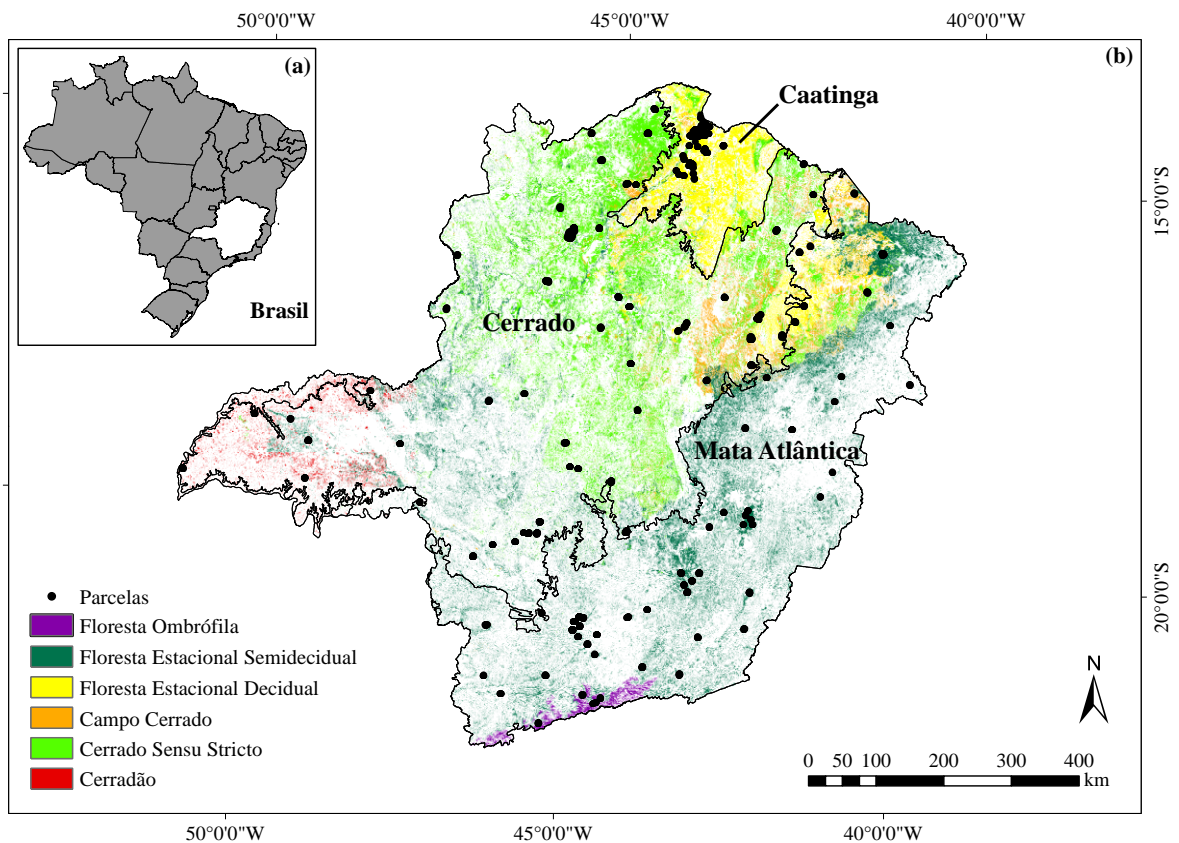 50°0'0"W
45°0'0"W
40°0'0"W
(a)
(b)
Caatinga
15°0'0"S
Brasil
Cerrado
Mata Atlântica
Parcelas
20°0'0"S
Floresta Ombrófila
Floresta Estacional Semidecidual
Floresta Estacional Decidual
N
Campo Cerrado
Cerrado Sensu Stricto
0 50 100 200 300 400
km
Cerradão
50°0'0"W
45°0'0"W
40°0'0"W